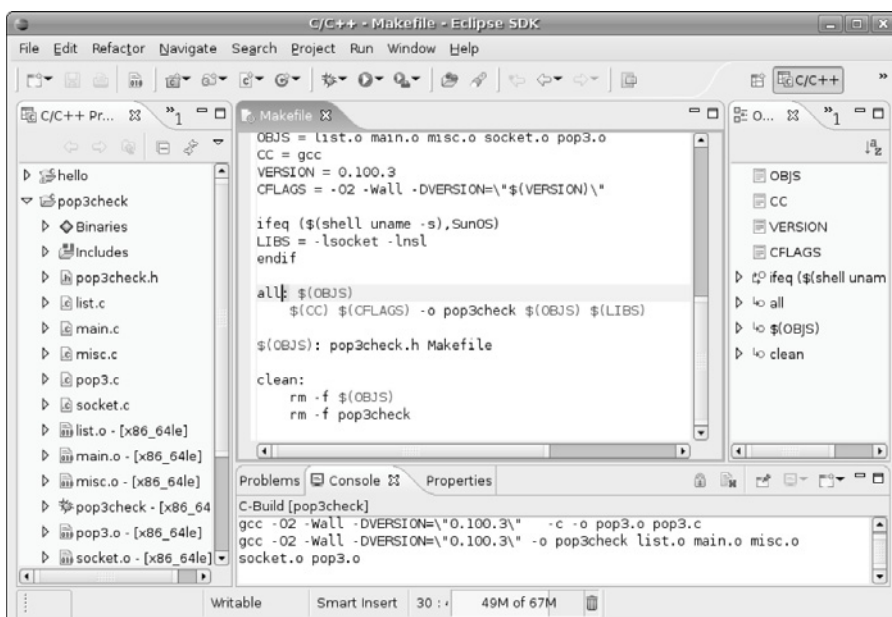 C/C++ - Makefile - Eclipse SDK
File Edit Refactor Navigate Search Project Run Window Help
C/C++ »
C/C++ Pr... »1
hello
pop3check
Binaries
Includes
pop3check.h
list.c
main.c
misc.c
pop3.c
socket.c
list.o - [x86_64le]
main.o - [x86_64le]
misc.o - [x86_64le]
pop3check - [x86_64
pop3.o - [x86_64le]
socket.o - [x86_64le]
Makefile
OBJS = list.o main.o misc.o socket.o pop3.o
CC = gcc
VERSION = 0.100.3
CFLAGS = -O2 -Wall -DVERSION=\"$(VERSION)\"
ifeq ($(shell uname -s),SunOS)
LIBS = -lsocket -lnsl
endif
all: $(OBJS)
$(CC) $(CFLAGS) -o pop3check $(OBJS) $(LIBS)
$(OBJS): pop3check.h Makefile
clean:
rm -f $(OBJS)
rm -f pop3check
O... »1
OBJS
CC
VERSION
CFLAGS
ifeq ($(shell unam
all
$(OBJS)
clean
Problems Console Properties
C-Build [pop3check]
gcc -O2 -Wall -DVERSION=\"0.100.3\" -c -o pop3.o pop3.c
gcc -O2 -Wall -DVERSION=\"0.100.3\" -o pop3check list.o main.o misc.o
socket.o pop3.o
Writable Smart Insert 30 : 49M of 67M